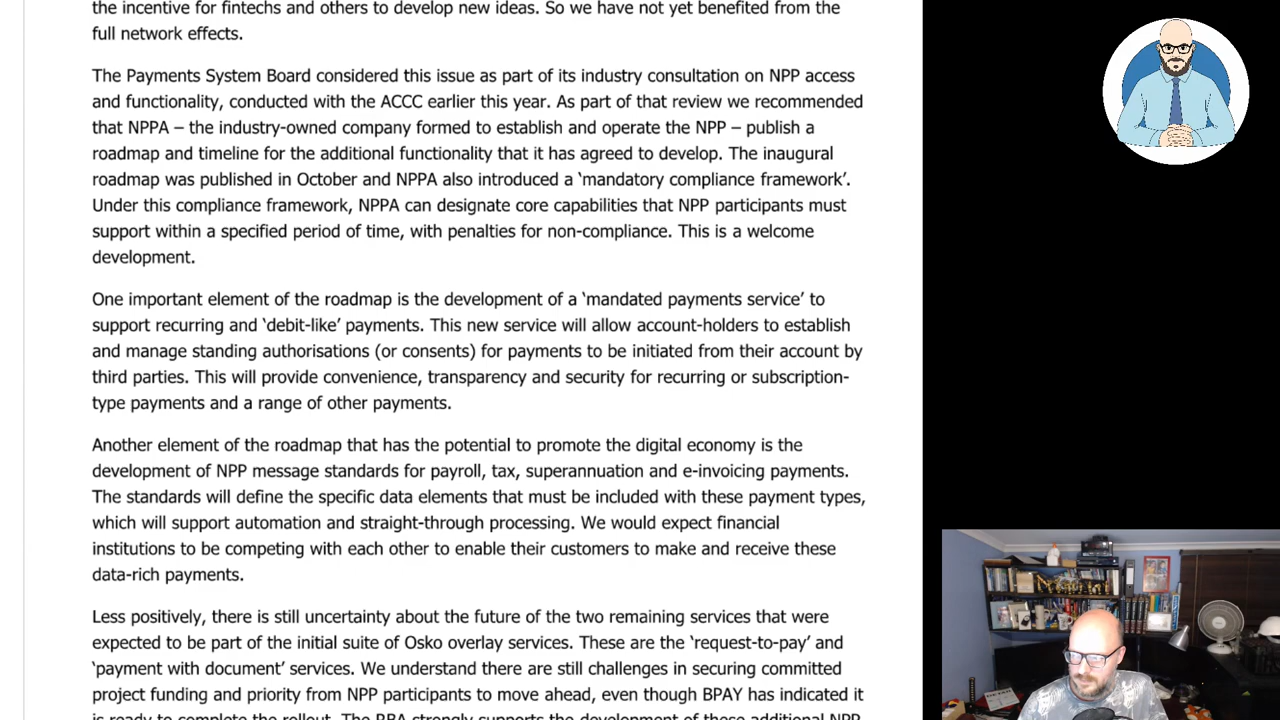 the incentive for fintechs and others to develop new ideas. So we have not yet benefited from the
full network effects.
The Payments System Board considered this issue as part of its industry consultation on NPP access
and functionality, conducted with the ACCC earlier this year. As part of that review we recommended
that NPPA – the industry-owned company formed to establish and operate the NPP – publish a
roadmap and timeline for the additional functionality that it has agreed to develop. The inaugural
roadmap was published in October and NPPA also introduced a ‘mandatory compliance framework’.
Under this compliance framework, NPPA can designate core capabilities that NPP participants must
support within a specified period of time, with penalties for non-compliance. This is a welcome
development.
One important element of the roadmap is the development of a ‘mandated payments service’ to
support recurring and ‘debit-like’ payments. This new service will allow account-holders to establish
and manage standing authorisations (or consents) for payments to be initiated from their account by
third parties. This will provide convenience, transparency and security for recurring or subscription-
type payments and a range of other payments.
Another element of the roadmap that has the potential to promote the digital economy is the
development of NPP message standards for payroll, tax, superannuation and e-invoicing payments.
The standards will define the specific data elements that must be included with these payment types,
which will support automation and straight-through processing. We would expect financial
institutions to be competing with each other to enable their customers to make and receive these
data-rich payments.
Less positively, there is still uncertainty about the future of the two remaining services that were
expected to be part of the initial suite of Osko overlay services. These are the ‘request-to-pay’ and
‘payment with document’ services. We understand there are still challenges in securing committed
project funding and priority from NPP participants to move ahead, even though BPAY has indicated it
is ready to complete the rollout. The RBA strongly supports the development of these additional NPP